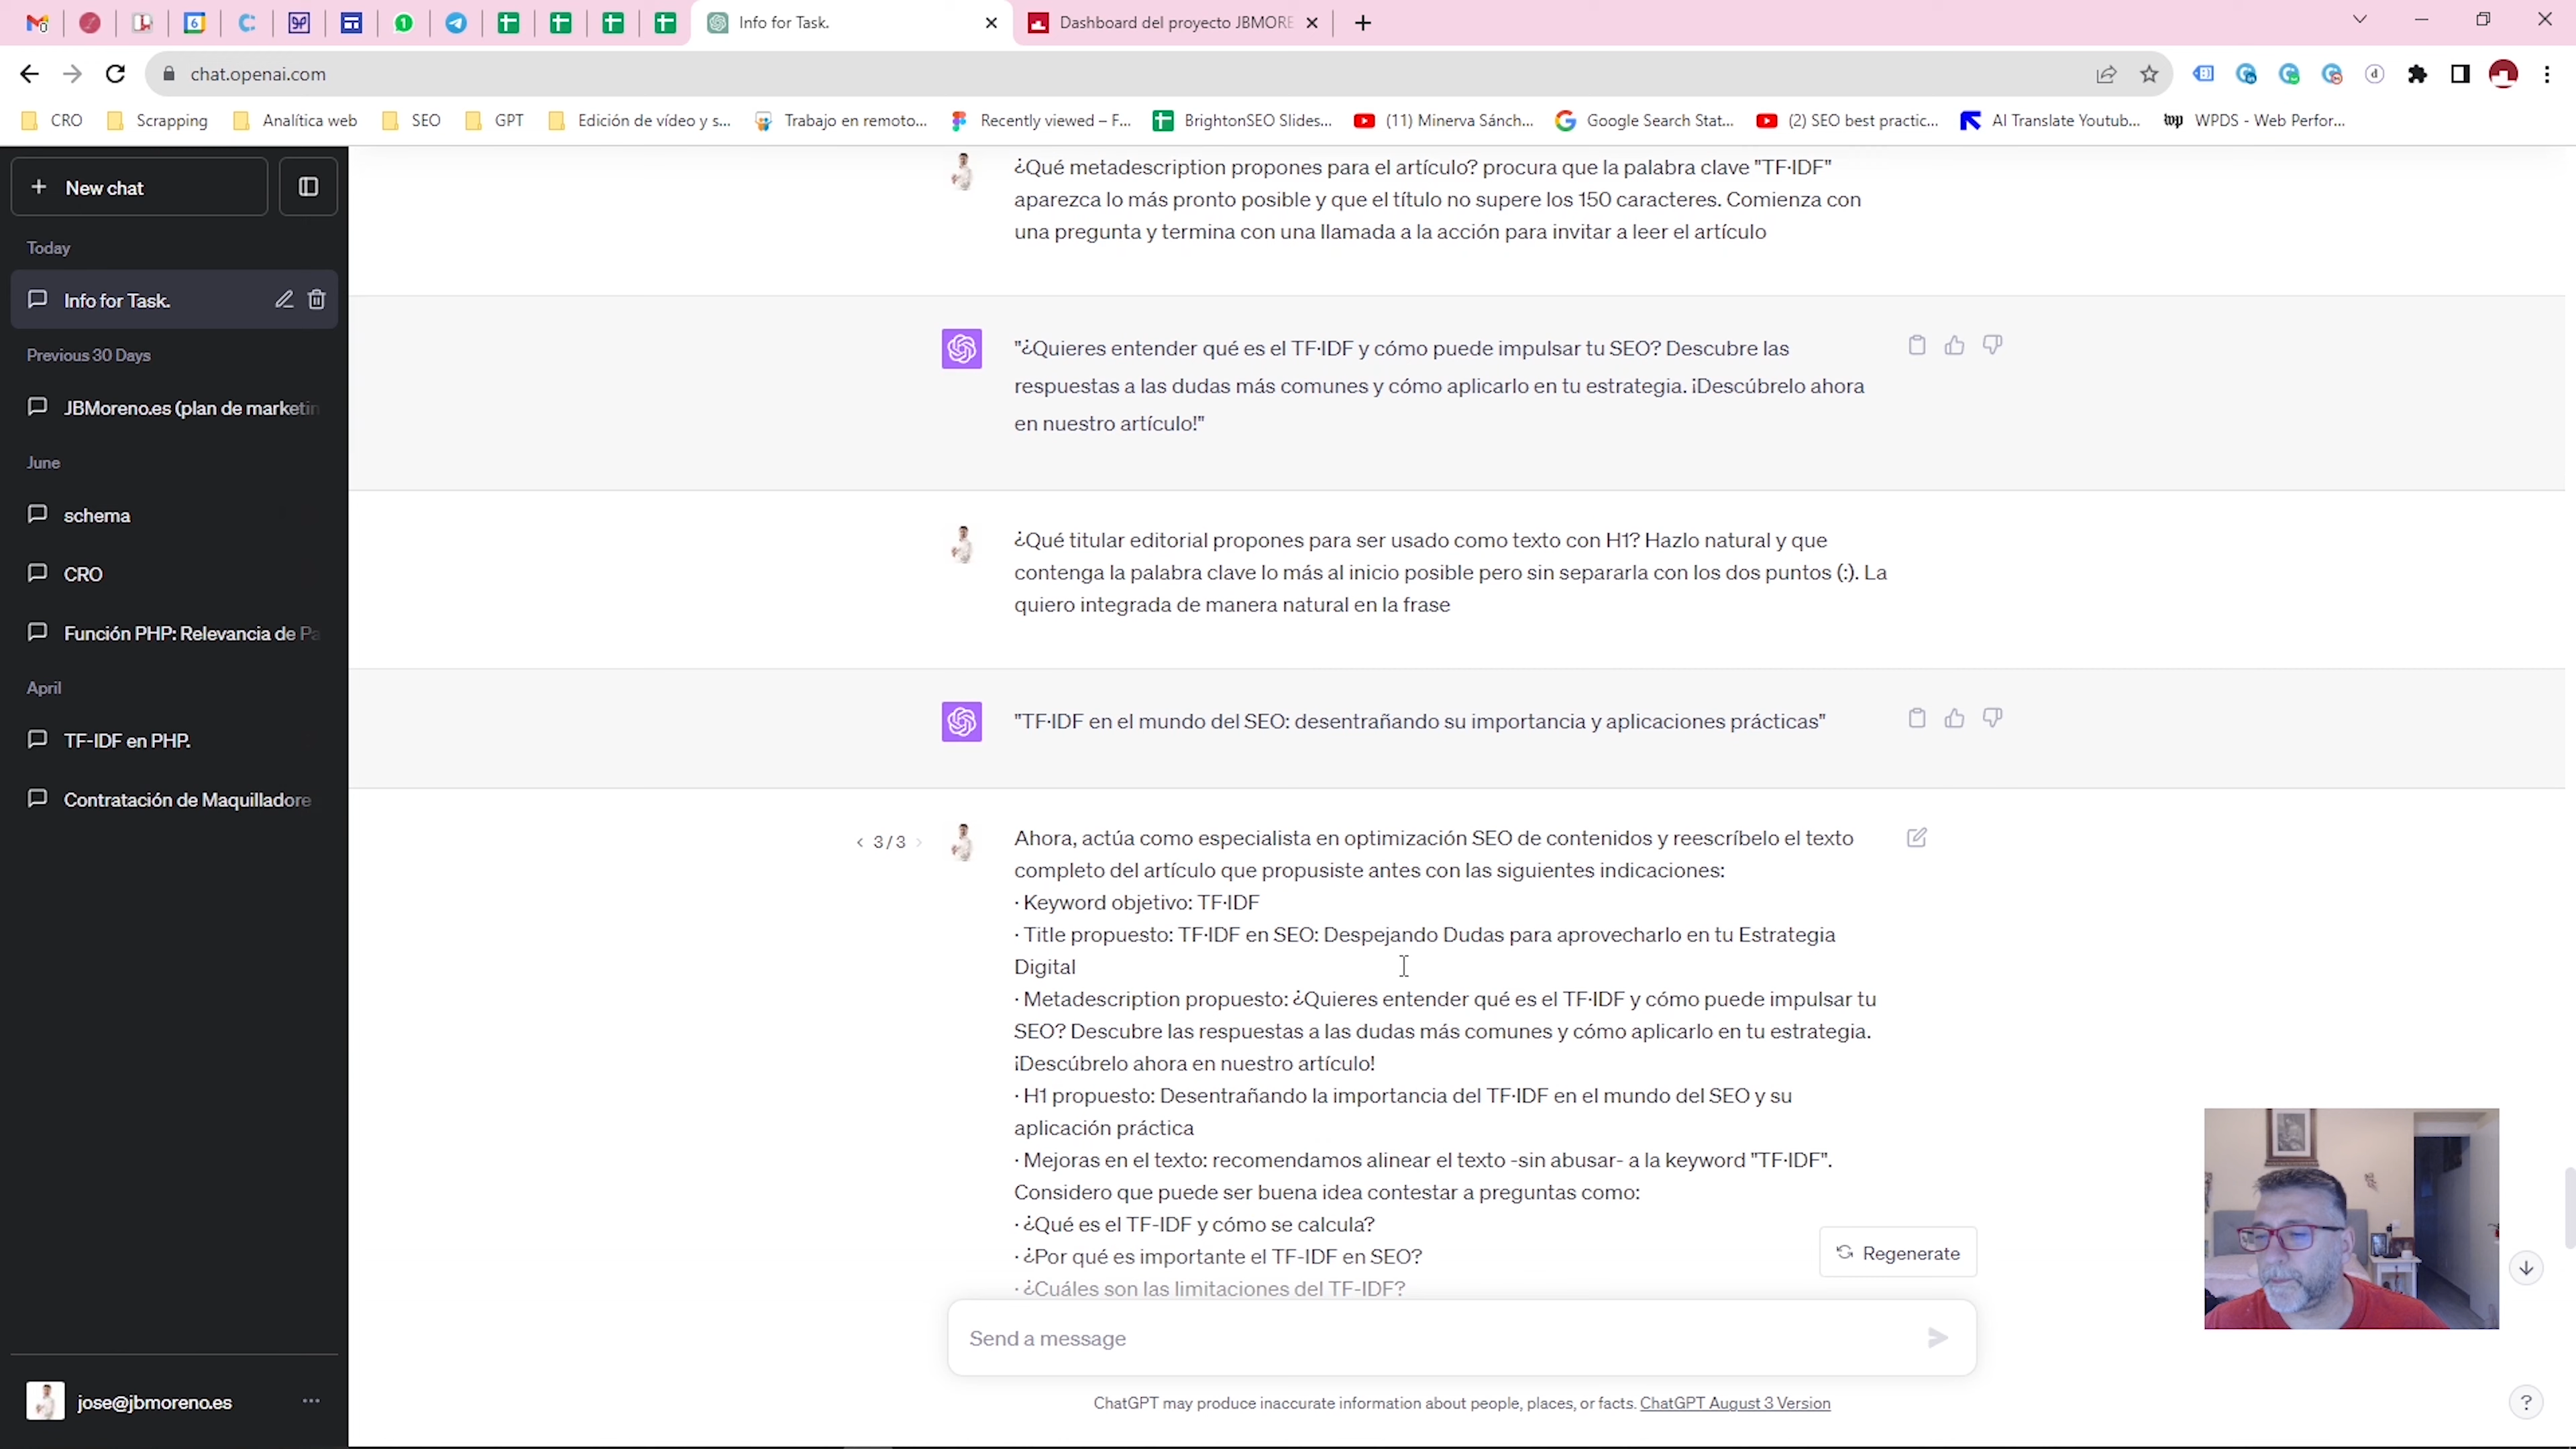 Info for Task.
Dashboard del proyecto JBMORE
chat.openai.com
CRO
Scrapping
Analítica web
SEO
GPT
Edición de vídeo y s...
Trabajo en remoto...
Recently viewed – F...
BrightonSEO Slides...
(11) Minerva Sánch...
Google Search Stat...
(2) SEO best practic...
AI Translate Youtub...
WPDS - Web Perfor...
New chat
Today
Info for Task.
Previous 30 Days
JBMoreno.es (plan de marketin
June
schema
CRO
Función PHP: Relevancia de Pa
April
TF-IDF en PHP.
Contratación de Maquilladore
jose@jbmoreno.es
¿Qué metadescription propones para el artículo? procura que la palabra clave "TF·IDF"
aparezca lo más pronto posible y que el título no supere los 150 caracteres. Comienza con
una pregunta y termina con una llamada a la acción para invitar a leer el artículo
"¿Quieres entender qué es el TF·IDF y cómo puede impulsar tu SEO? Descubre las
respuestas a las dudas más comunes y cómo aplicarlo en tu estrategia. ¡Descúbrelo ahora
en nuestro artículo!"
¿Qué titular editorial propones para ser usado como texto con H1? Hazlo natural y que
contenga la palabra clave lo más al inicio posible pero sin separarla con los dos puntos (:). La
quiero integrada de manera natural en la frase
"TF·IDF en el mundo del SEO: desentrañando su importancia y aplicaciones prácticas"
< 3 / 3 >
Ahora, actúa como especialista en optimización SEO de contenidos y reescríbelo el texto
completo del artículo que propusiste antes con las siguientes indicaciones:
· Keyword objetivo: TF·IDF
· Title propuesto: TF·IDF en SEO: Despejando Dudas para aprovecharlo en tu Estrategia
Digital
· Metadescription propuesto: ¿Quieres entender qué es el TF·IDF y cómo puede impulsar tu
SEO? Descubre las respuestas a las dudas más comunes y cómo aplicarlo en tu estrategia.
¡Descúbrelo ahora en nuestro artículo!
· H1 propuesto: Desentrañando la importancia del TF·IDF en el mundo del SEO y su
aplicación práctica
· Mejoras en el texto: recomendamos alinear el texto -sin abusar- a la keyword "TF·IDF".
Considero que puede ser buena idea contestar a preguntas como:
· ¿Qué es el TF-IDF y cómo se calcula?
· ¿Por qué es importante el TF-IDF en SEO?
· ¿Cuáles son las limitaciones del TF-IDF?
Regenerate
Send a message
ChatGPT may produce inaccurate information about people, places, or facts. ChatGPT August 3 Version
?